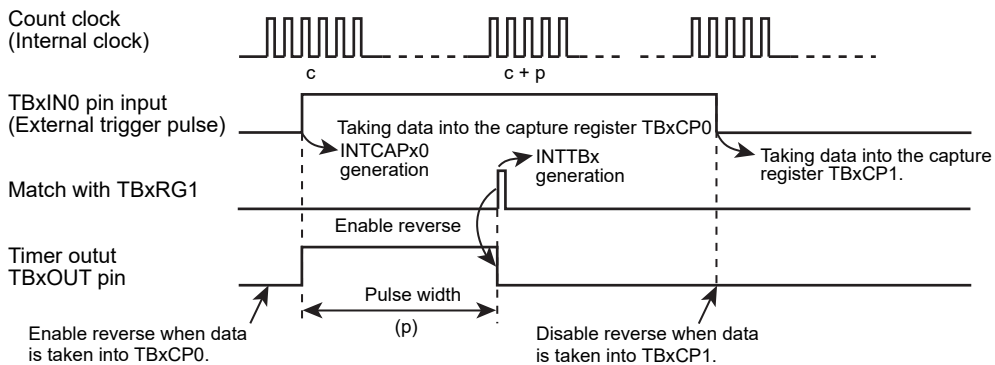 Count clock
(Internal clock)
c
c + p
TBxIN0 pin input
(External trigger pulse)
Taking data into the capture register TBxCP0
INTCAPx0
generation
INTTBx
generation
Taking data into the capture
register TBxCP1.
Match with TBxRG1
Enable reverse
Timer outut
TBxOUT pin
Pulse width
(p)
Enable reverse when data
is taken into TBxCP0.
Disable reverse when data
is taken into TBxCP1.